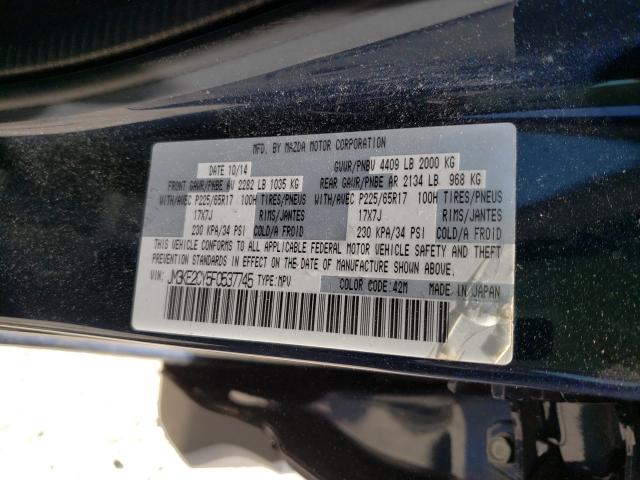 MFD. BY MAZDA MOTOR CORPORATION
DATE 10/14 GVWR/PNBV 4409 LB 2000 KG
FRONT GAWR/PNBE AV 2282 LB 1035 KG REAR GAWR/PNBE AR 2134 LB 968 KG
WITH/AVEC P225/65R17 100H TIRES/PNEUS WITH/AVEC P225/65R17 100H TIRES/PNEUS
17X7J RIMS/JANTES 17X7J RIMS/JANTES
230 KPA/34 PSI COLD/A FROID 230 KPA/34 PSI COLD/A FROID
THIS VEHICLE CONFORMS TO ALL APPLICABLE FEDERAL MOTOR VEHICLE SAFETY AND THEFT
PREVENTION STANDARDS IN EFFECT ON THE DATE OF MANUFACTURE SHOWN ABOVE.
VIN: JM3KE2CY5F0537745 TYPE:MPV COLOR CODE:42M MADE IN JAPAN